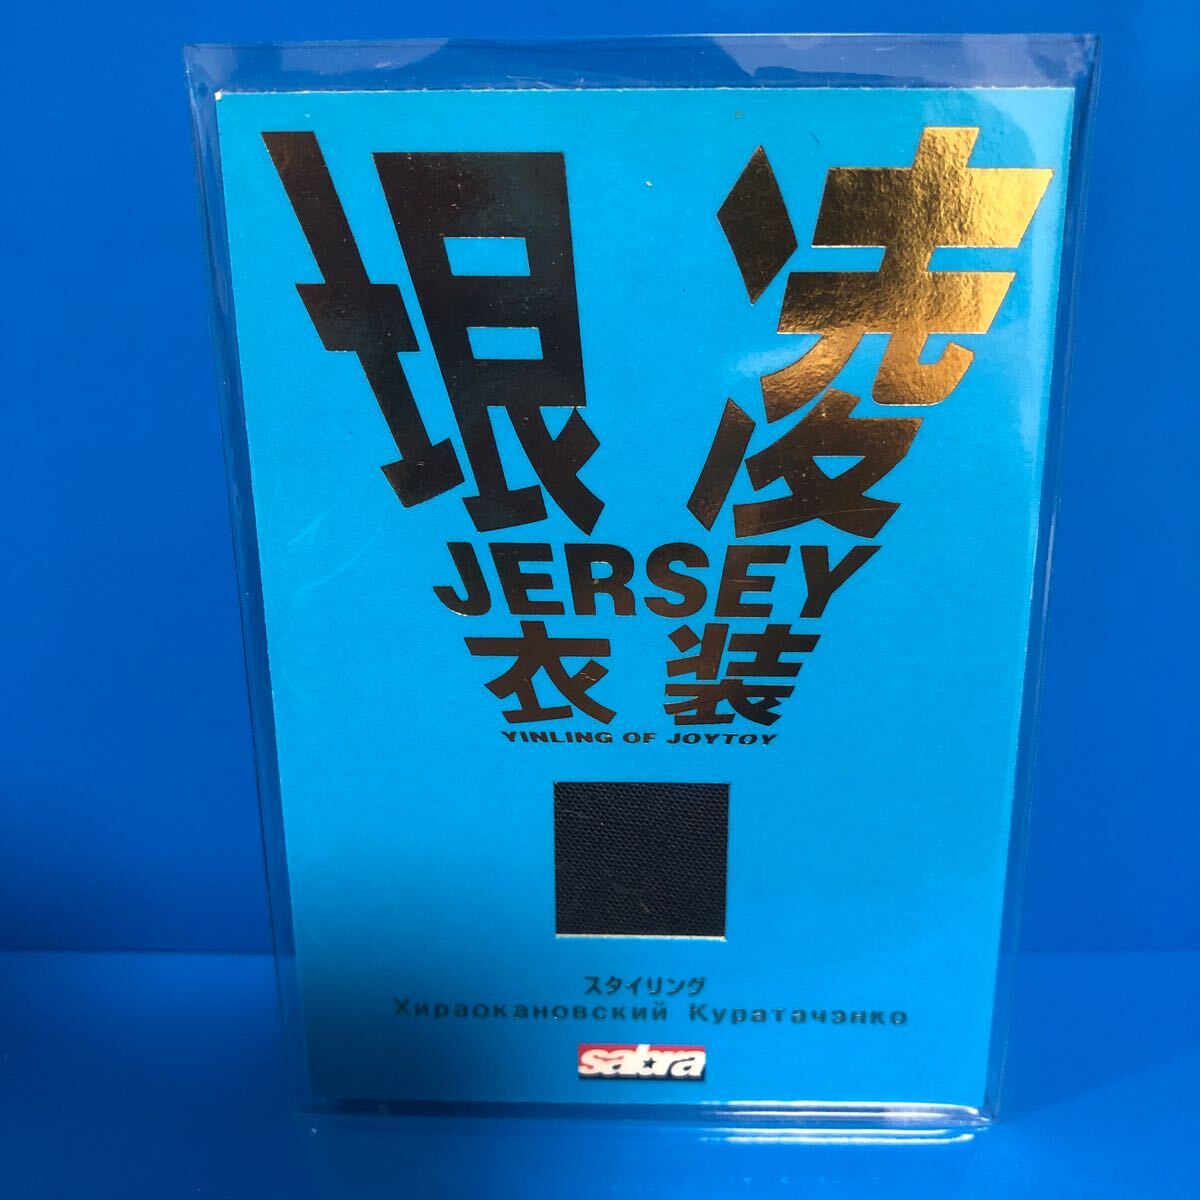 垠凌
JERSEY
衣装
YINLING OF JOYTOY
スタイリング
Хираокановский Куратачэнко
sabra